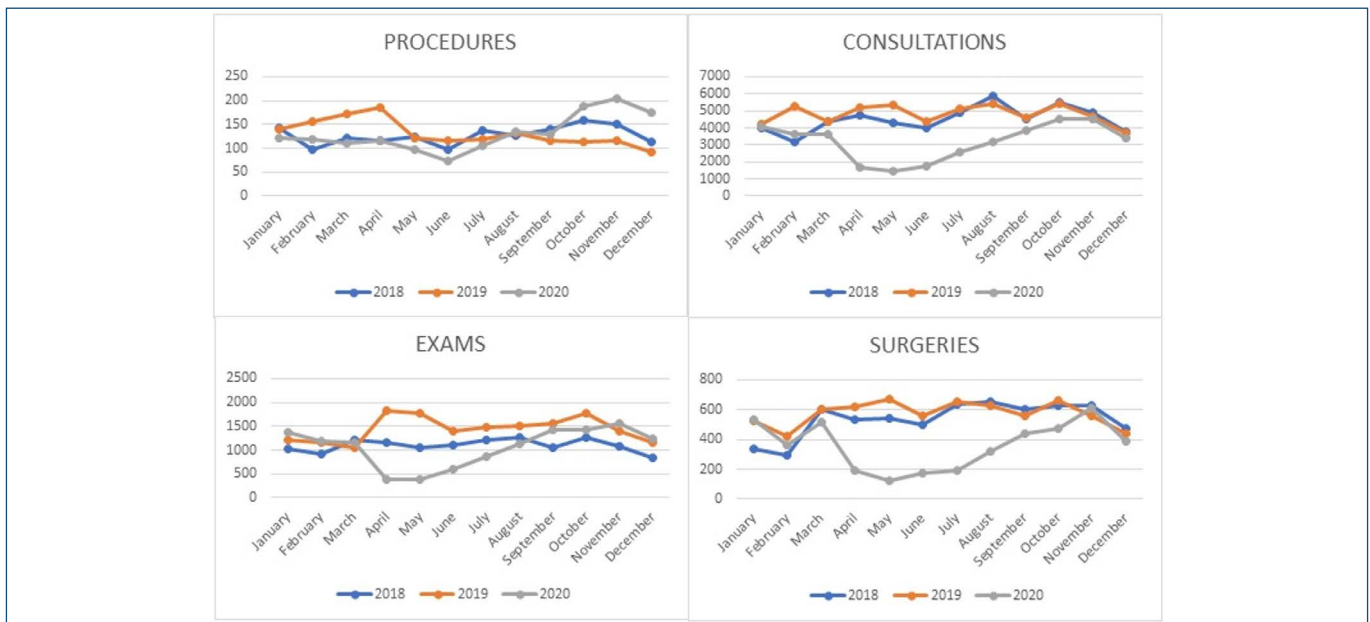 PROCEDURES
250
200
150
100
50
0
January
February
March
April
May
June
July
August
September
October
November
December
2018 2019 2020
CONSULTATIONS
7000
6000
5000
4000
3000
2000
1000
0
January
February
March
April
May
June
July
August
September
October
November
December
2018 2019 2020
EXAMS
2500
2000
1500
1000
500
0
January
February
March
April
May
June
July
August
September
October
November
December
2018 2019 2020
SURGERIES
800
600
400
200
0
January
February
March
April
May
June
July
August
September
October
November
December
2018 2019 2020